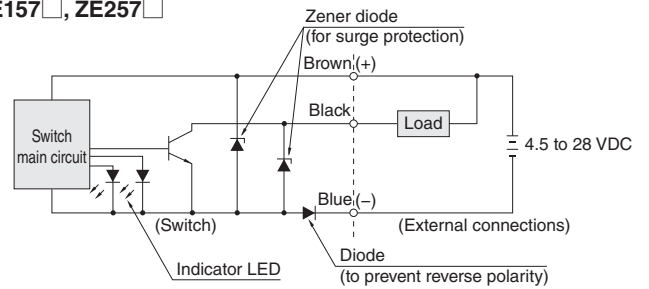 E157□, ZE257□
Zener diode
(for surge protection)
Brown (+)
Black
Load
Switch
main circuit
4.5 to 28 VDC
Blue (−)
(Switch)
(External connections)
Indicator LED
Diode
(to prevent reverse polarity)